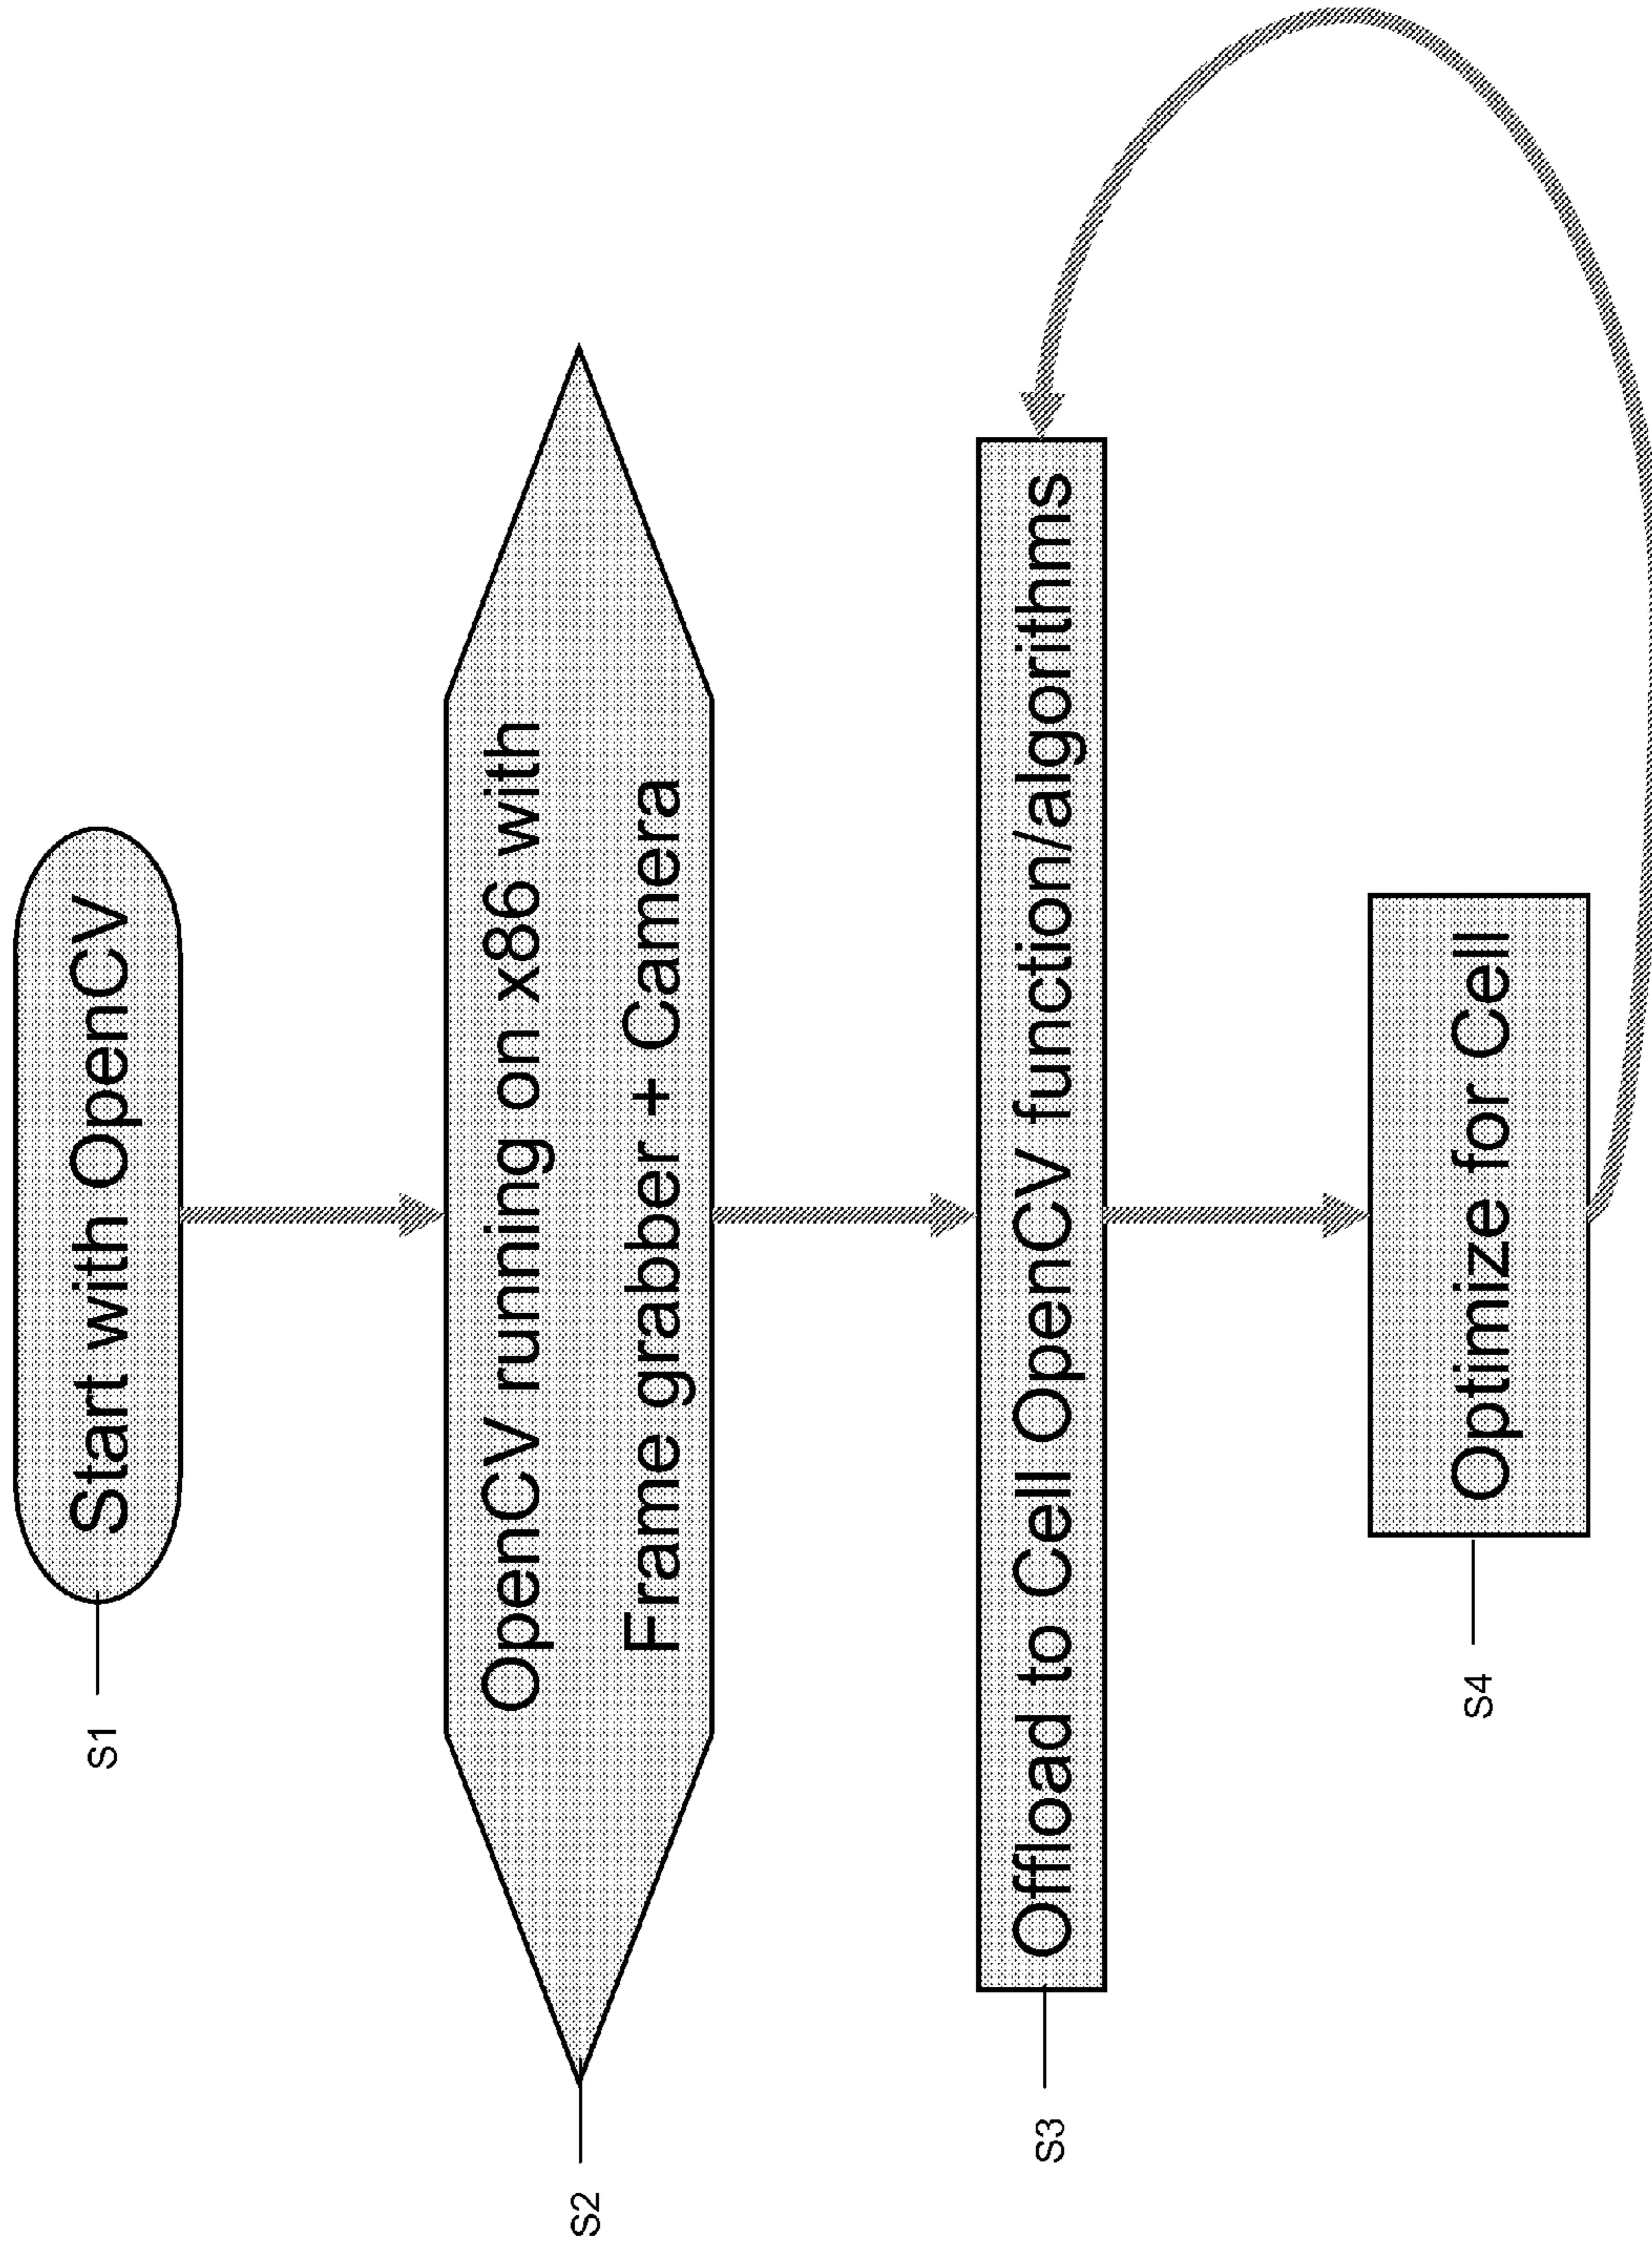 S1
Start with OpenCV
S2
OpenCV running on x86 with
Frame grabber + Camera
S3
Offload to Cell OpenCV function/algorithms
S4
Optimize for Cell